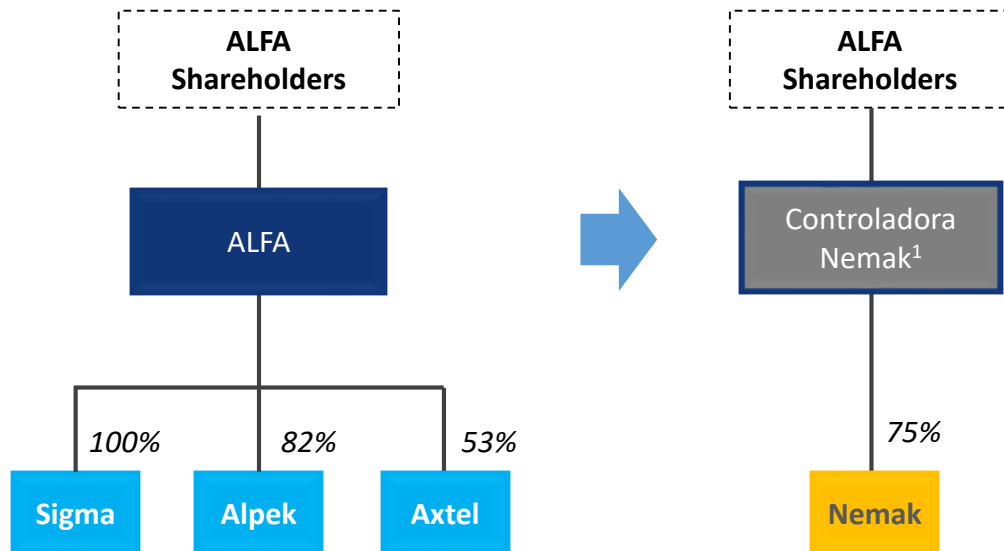 ALFA
Shareholders
ALFA
100%
82%
53%
Sigma
Alpek
Axtel
ALFA
Shareholders
Controladora
Nemak¹
75%
Nemak